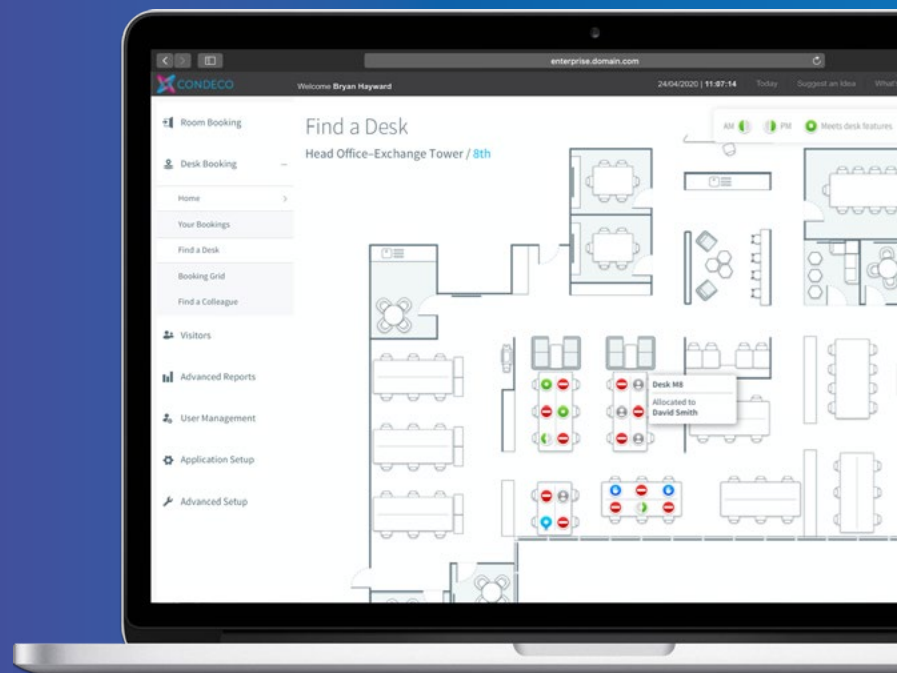 enterprise.domain.com
CONDECO
Welcome Bryan Hayward
24/04/2020 | 11:07:14
Today
Suggest an Idea
What'
Room Booking
Desk Booking
Home
Your Bookings
Find a Desk
Booking Grid
Find a Colleague
Visitors
Advanced Reports
User Management
Application Setup
Advanced Setup
Find a Desk
Head Office–Exchange Tower / 8th
AM
PM
Meets desk features
Desk M8
Allocated to
David Smith